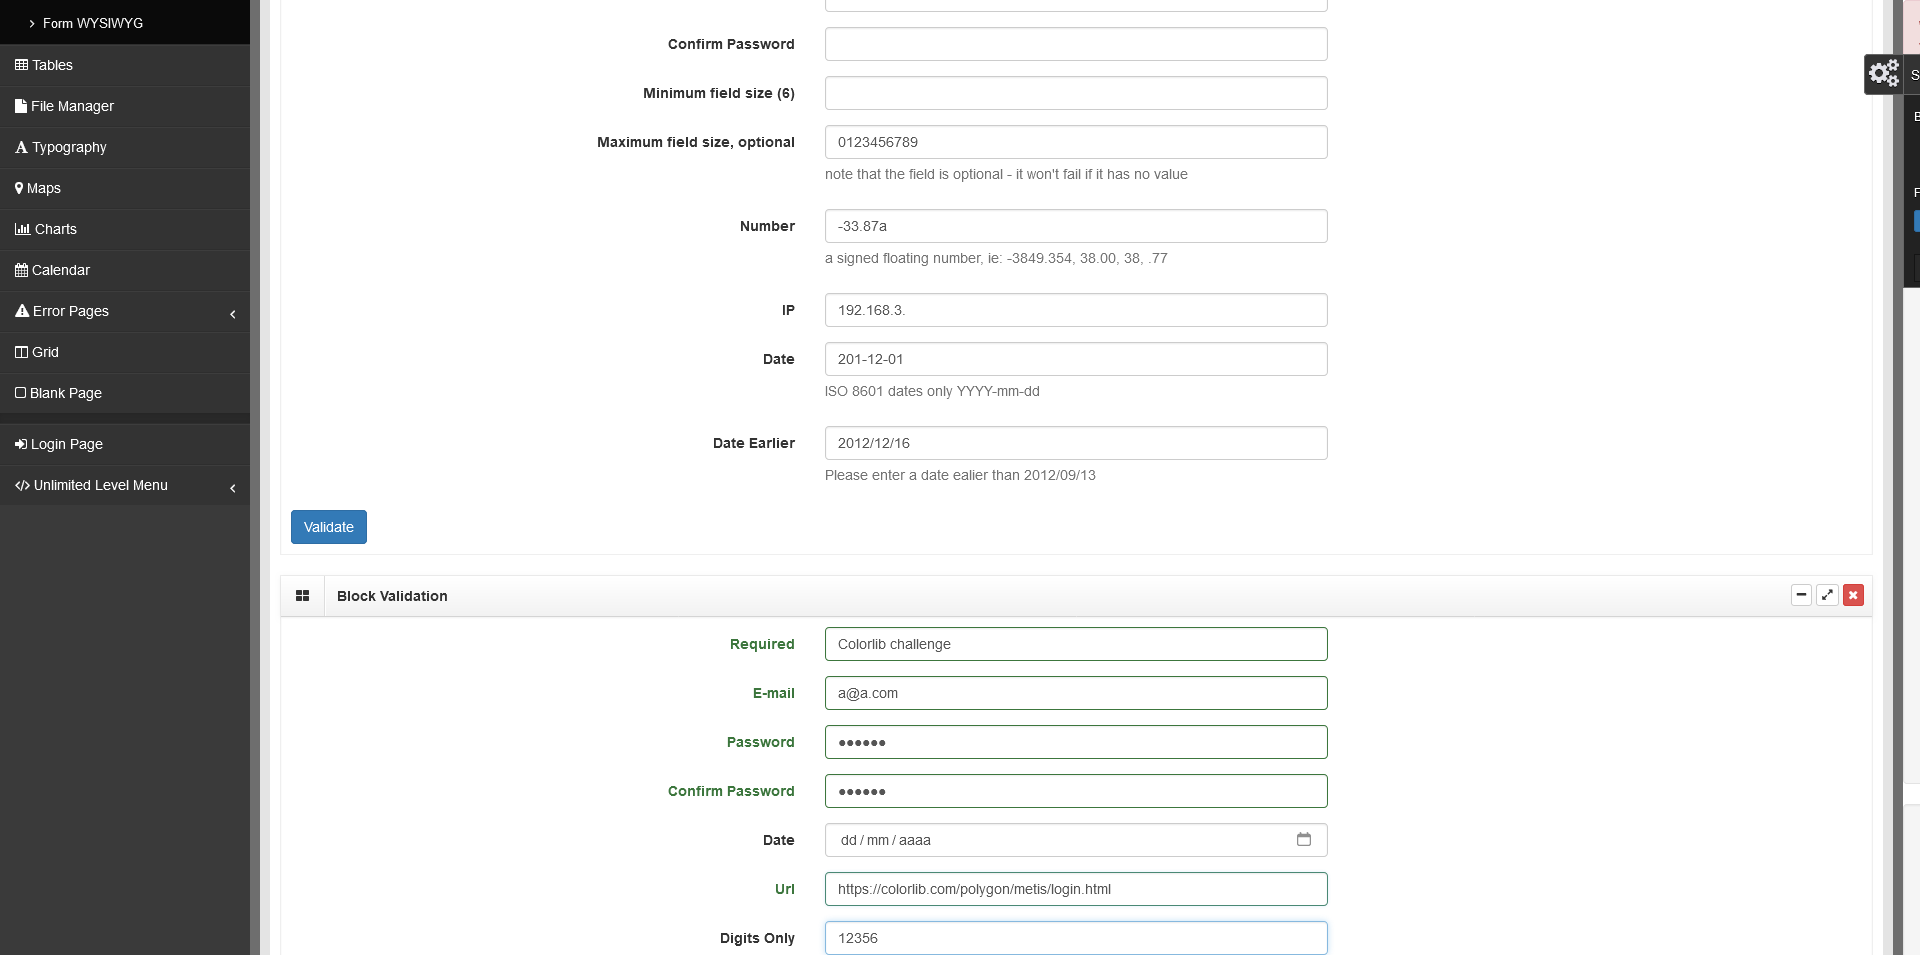 Form WYSIWYG
Tables
File Manager
Typography
Maps
Charts
Calendar
Error Pages
Grid
Blank Page
Login Page
Unlimited Level Menu
Confirm Password
Minimum field size (6)
Maximum field size, optional
0123456789
note that the field is optional - it won't fail if it has no value
Number
-33.87a
a signed floating number, ie: -3849.354, 38.00, 38, .77
IP
192.168.3.
Date
201-12-01
ISO 8601 dates only YYYY-mm-dd
Date Earlier
2012/12/16
Please enter a date ealier than 2012/09/13
Validate
Block Validation
Required
Colorlib challenge
E-mail
a@a.com
Password
●●●●●●
Confirm Password
●●●●●●
Date
dd/mm/aaaa
Url
https://colorlib.com/polygon/metis/login.html
Digits Only
12356